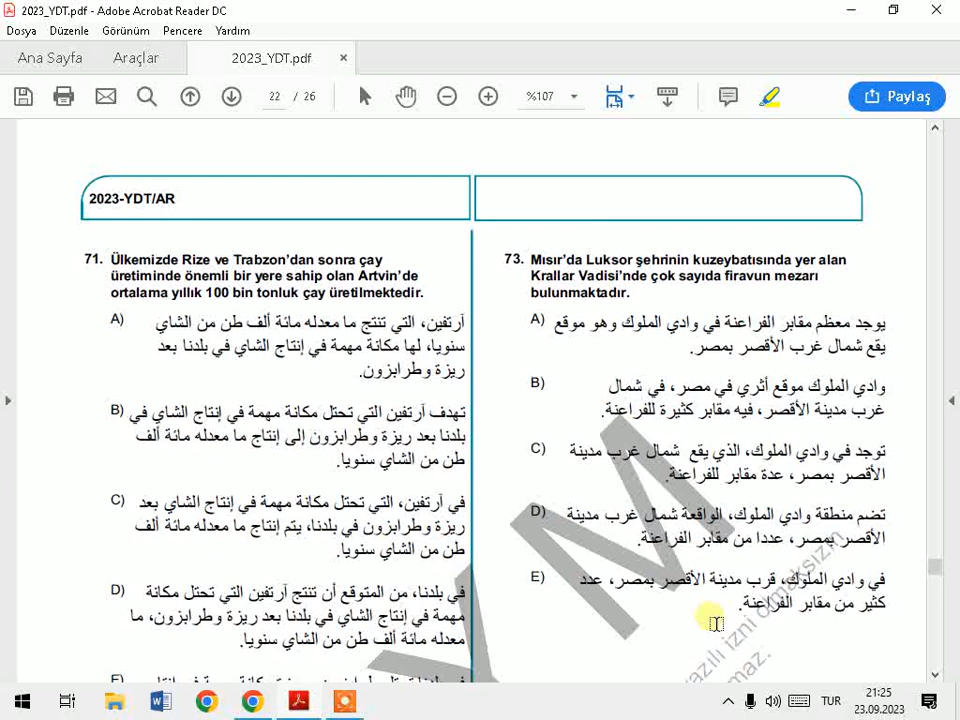 2023_YDT.pdf - Adobe Acrobat Reader DC
Dosya Düzenle Görünüm Pencere Yardım
Ana Sayfa Araçlar 2023_YDT.pdf ×
22 / 26 %107 Paylaş
2023-YDT/AR
71. Ülkemizde Rize ve Trabzon’dan sonra çay
üretiminde önemli bir yere sahip olan Artvin’de
ortalama yıllık 100 bin tonluk çay üretilmektedir.
A) آرتفين، التي تنتج ما معدله مائة ألف طن من الشاي
سنويا، لها مكانة مهمة في إنتاج الشاي في بلدنا بعد
ريزة وطرابزون.
B) تهدف آرتفين التي تحتل مكانة مهمة في إنتاج الشاي في
بلدنا بعد ريزة وطرابزون إلى إنتاج ما معدله مائة ألف
طن من الشاي سنويا.
C) في آرتفين، التي تحتل مكانة مهمة في إنتاج الشاي بعد
ريزة وطرابزون في بلدنا، يتم إنتاج ما معدله مائة ألف
طن من الشاي سنويا.
D) في بلدنا، من المتوقع أن تنتج آرتفين التي تحتل مكانة
مهمة في إنتاج الشاي في بلدنا بعد ريزة وطرابزون، ما
معدله مائة ألف طن من الشاي سنويا.
73. Mısır’da Luksor şehrinin kuzeybatısında yer alan
Krallar Vadisi’nde çok sayıda firavun mezarı
bulunmaktadır.
A) يوجد معظم مقابر الفراعنة في وادي الملوك وهو موقع
يقع شمال غرب الأقصر بمصر.
B) وادي الملوك موقع أثري في مصر، في شمال
غرب مدينة الأقصر، فيه مقابر كثيرة للفراعنة.
C) توجد في وادي الملوك، الذي يقع شمال غرب مدينة
الأقصر بمصر، عدة مقابر للفراعنة.
D) تضم منطقة وادي الملوك، الواقعة شمال غرب مدينة
الأقصر بمصر، عددا من مقابر الفراعنة.
E) في وادي الملوك، قرب مدينة الأقصر بمصر، عدد
كثير من مقابر الفراعنة.
YM
yazılı izni olmaksızın
maz.
TUR
21:25
23.09.2023